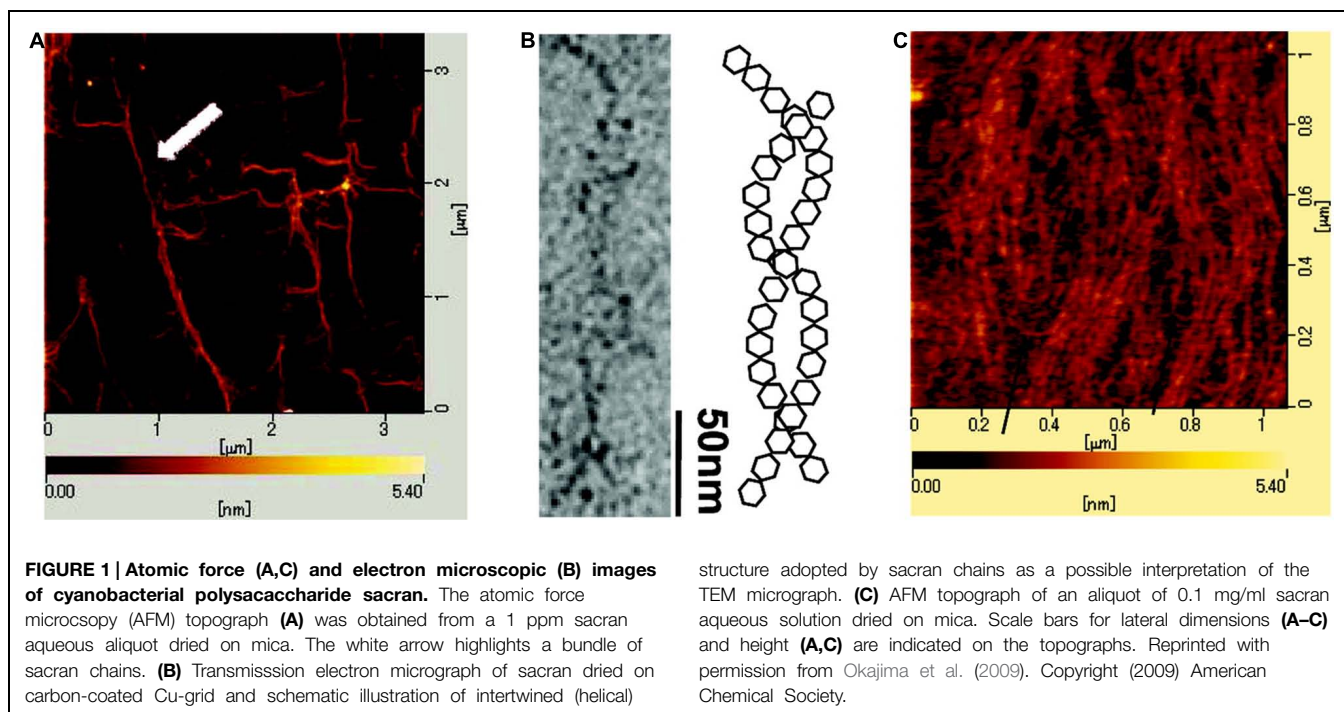 A
3
2
[µm]
1
0
0
1
2
3
[µm]
0.00
5.40
[nm]
B
50nm
C
1
0.8
0.6
[µm]
0.4
0.2
0
0
0.2
0.4
0.6
0.8
1
[µm]
0.00
5.40
[nm]
FIGURE 1 | Atomic force (A,C) and electron microscopic (B) images
of cyanobacterial polysacaccharide sacran. The atomic force
microcsopy (AFM) topograph (A) was obtained from a 1 ppm sacran
aqueous aliquot dried on mica. The white arrow highlights a bundle of
sacran chains. (B) Transmisssion electron micrograph of sacran dried on
carbon-coated Cu-grid and schematic illustration of intertwined (helical)
structure adopted by sacran chains as a possible interpretation of the
TEM micrograph. (C) AFM topograph of an aliquot of 0.1 mg/ml sacran
aqueous solution dried on mica. Scale bars for lateral dimensions (A–C)
and height (A,C) are indicated on the topographs. Reprinted with
permission from Okajima et al. (2009). Copyright (2009) American
Chemical Society.